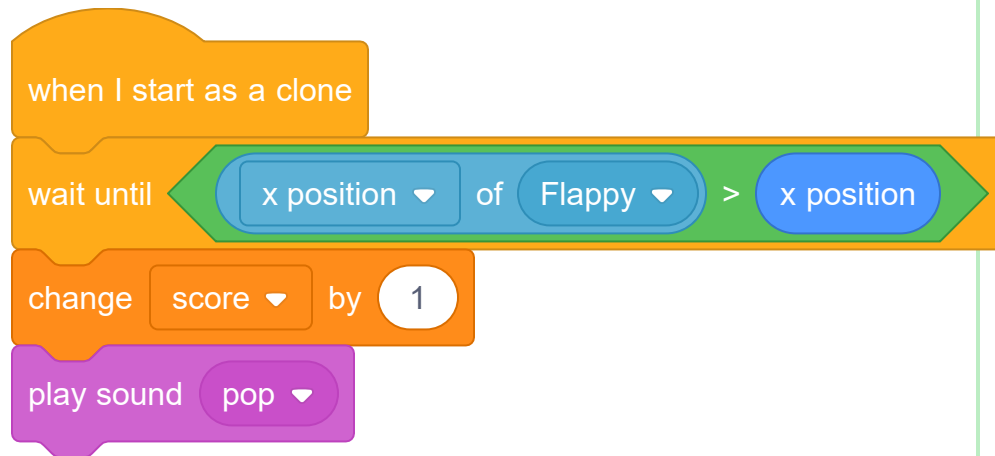 when I start as a clone
wait until x position of Flappy > x position
change score by 1
play sound pop